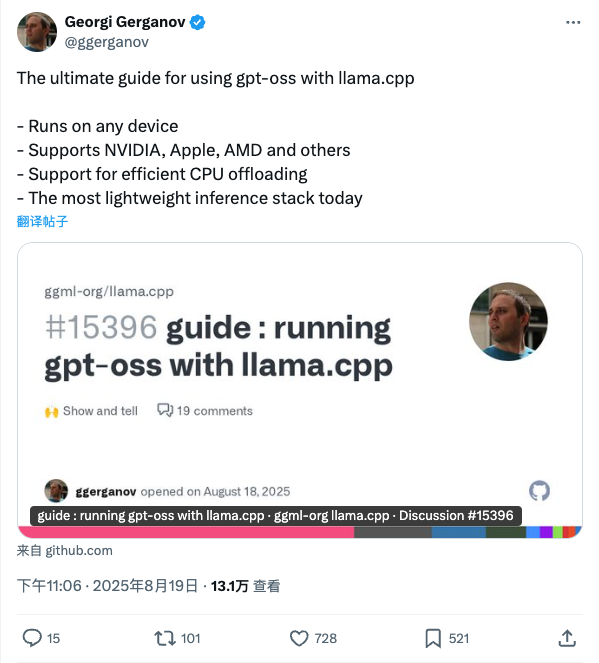 Georgi Gerganov
@ggerganov
The ultimate guide for using gpt-oss with llama.cpp
- Runs on any device
- Supports NVIDIA, Apple, AMD and others
- Support for efficient CPU offloading
- The most lightweight inference stack today
翻译帖子
ggml-org/llama.cpp
#15396 guide : running
gpt-oss with llama.cpp
🙌 Show and tell 19 comments
ggerganov opened on August 18, 2025
guide : running gpt-oss with llama.cpp · ggml-org llama.cpp · Discussion #15396
来自 github.com
下午11:06 · 2025年8月19日 · 13.1万 查看
15 101 728 521